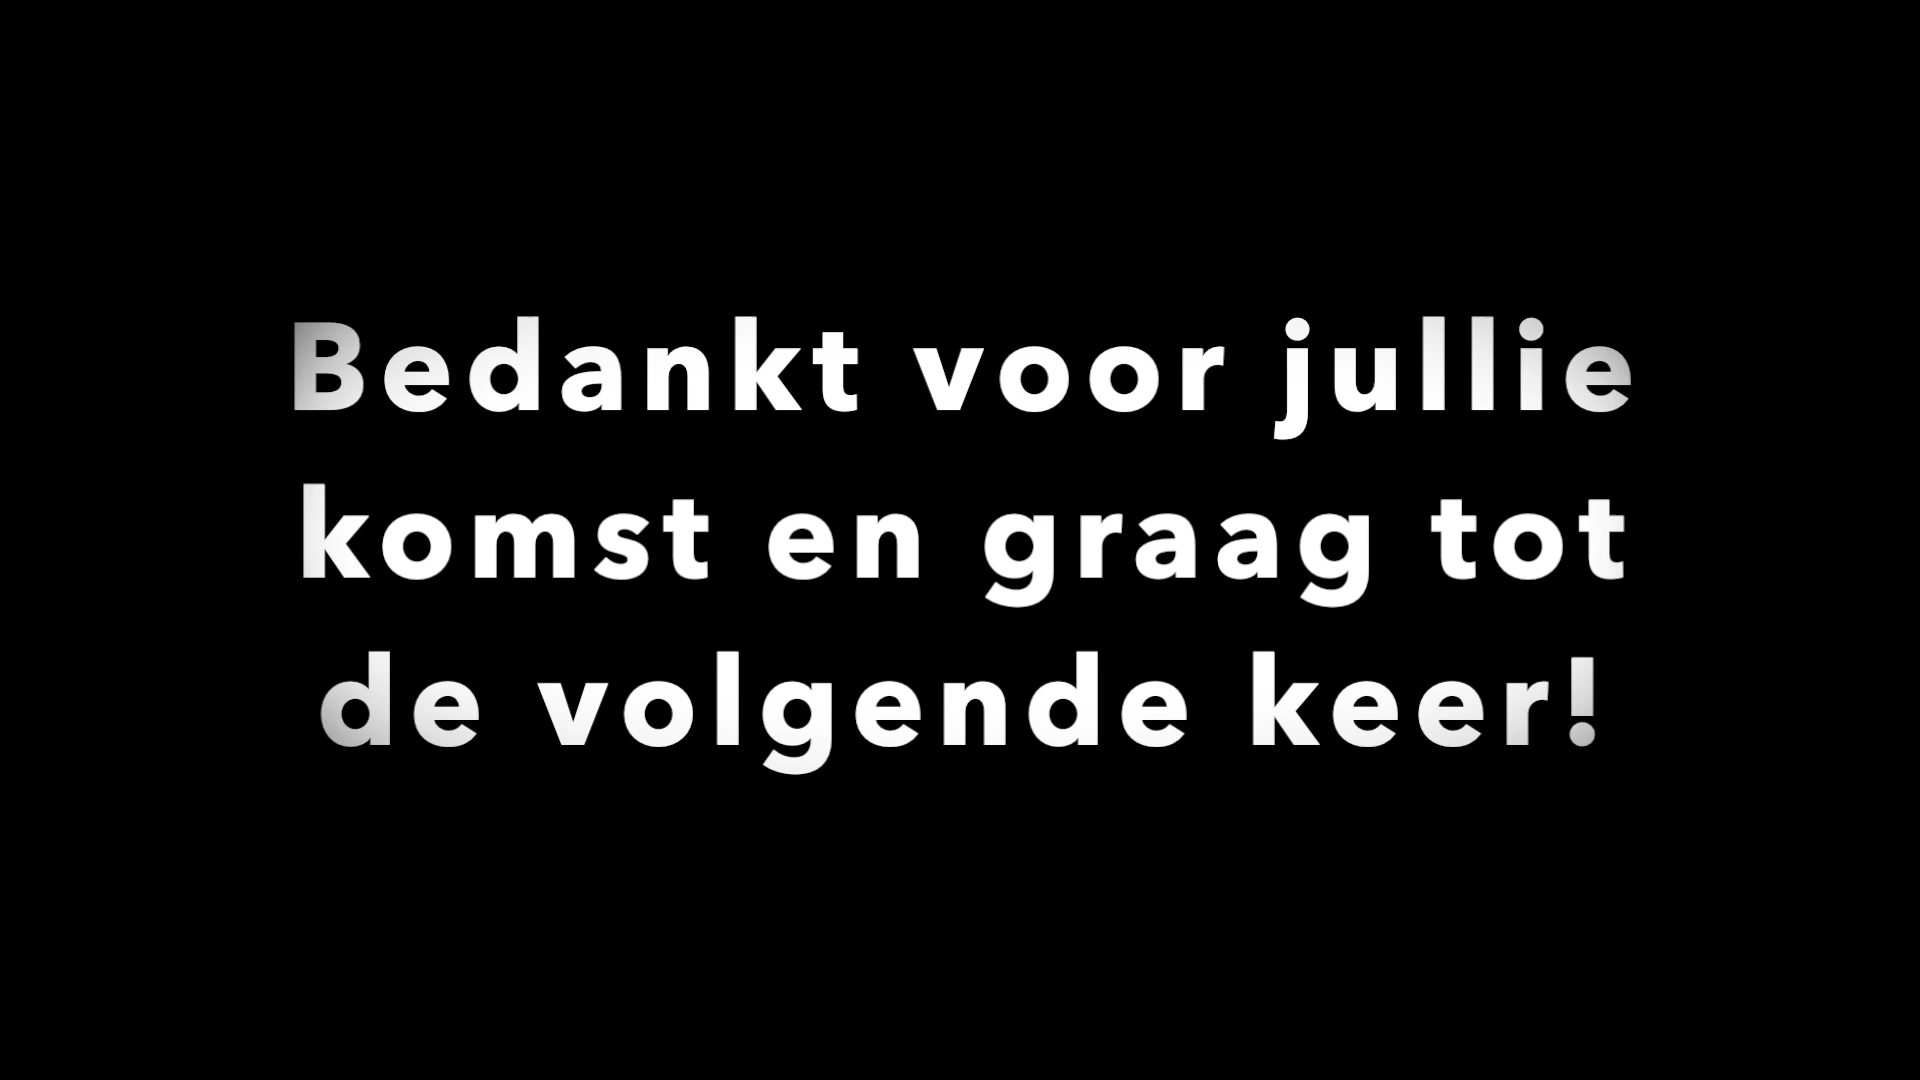 Bedankt voor jullie
komst en graag tot
de volgende keer!